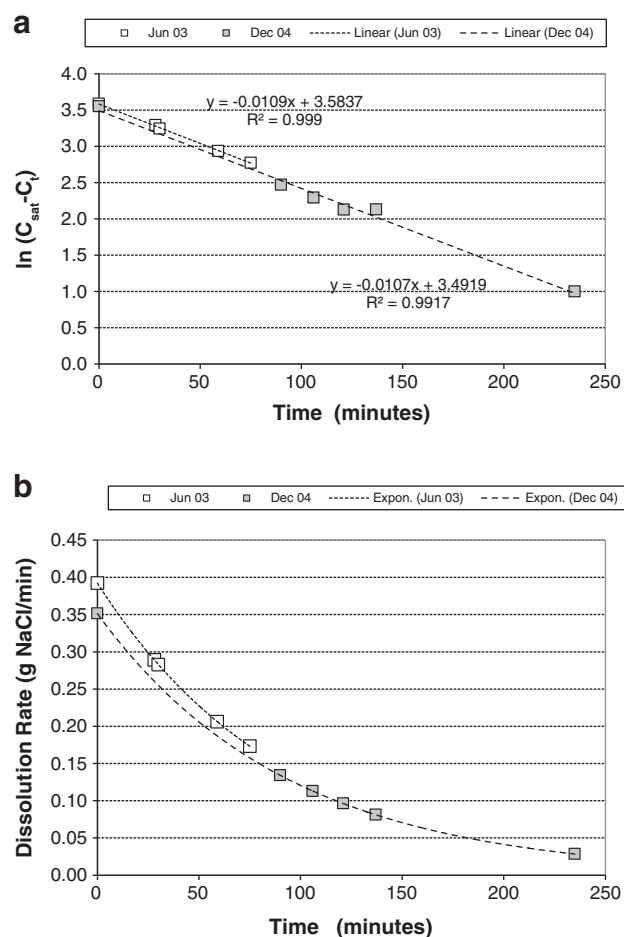 a
Jun 03 Dec 04 Linear (Jun 03) Linear (Dec 04)
4.0
3.5
3.0
2.5
2.0
1.5
1.0
0.5
0.0
ln (Csat-Ct)
y = -0.0109x + 3.5837
R² = 0.999
y = -0.0107x + 3.4919
R² = 0.9917
0 50 100 150 200 250
Time (minutes)
b
Jun 03 Dec 04 Expon. (Jun 03) Expon. (Dec 04)
0.45
0.40
0.35
0.30
0.25
0.20
0.15
0.10
0.05
0.00
Dissolution Rate (g NaCl/min)
0 50 100 150 200 250
Time (minutes)